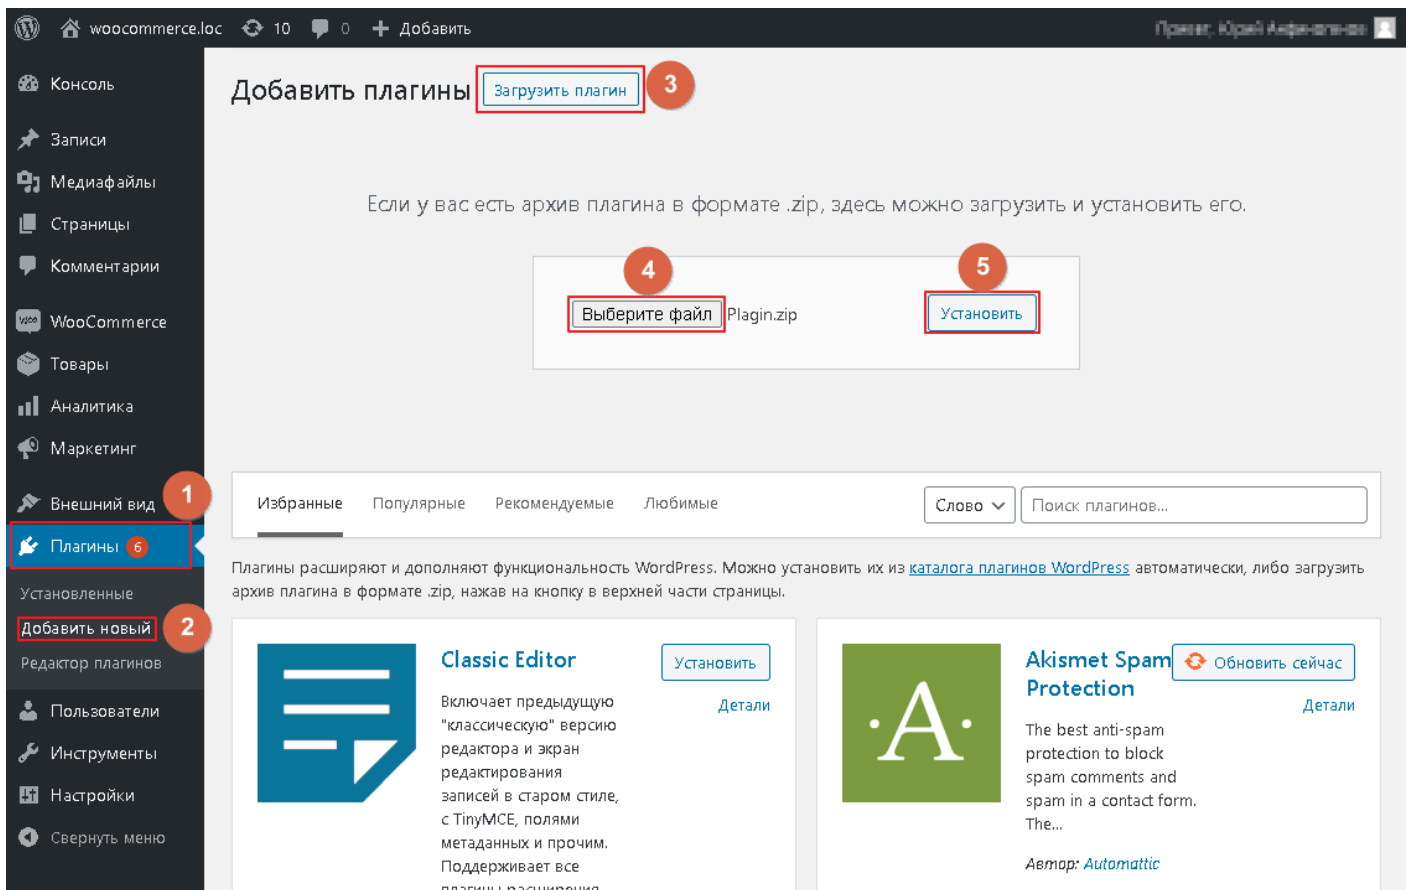 woocommerce.loc 10 0 Добавить
Консоль
Записи
Медиафайлы
Страницы
Комментарии
WooCommerce
Товары
Аналитика
Маркетинг
Внешний вид 1
Плагины 6
Установленные
Добавить новый 2
Редактор плагинов
Пользователи
Инструменты
Настройки
Свернуть меню
Добавить плагины Загрузить плагин 3
Если у вас есть архив плагина в формате .zip, здесь можно загрузить и установить его.
4 5
Выберите файл Plagin.zip Установить
Избранные Популярные Рекомендуемые Любимые Слово Поиск плагинов...
Плагины расширяют и дополняют функциональность WordPress. Можно установить их из каталога плагинов WordPress автоматически, либо загрузить
архив плагина в формате .zip, нажав на кнопку в верхней части страницы.
Classic Editor Установить
Детали
Включает предыдущую
"классическую" версию
редактора и экран
редактирования
записей в старом стиле,
с TinyMCE, полями
метаданных и прочим.
Поддерживает все
плагины расширения
·A·
Akismet Spam Обновить сейчас
Protection
Детали
The best anti-spam
protection to block
spam comments and
spam in a contact form.
The...
Автор: Automattic